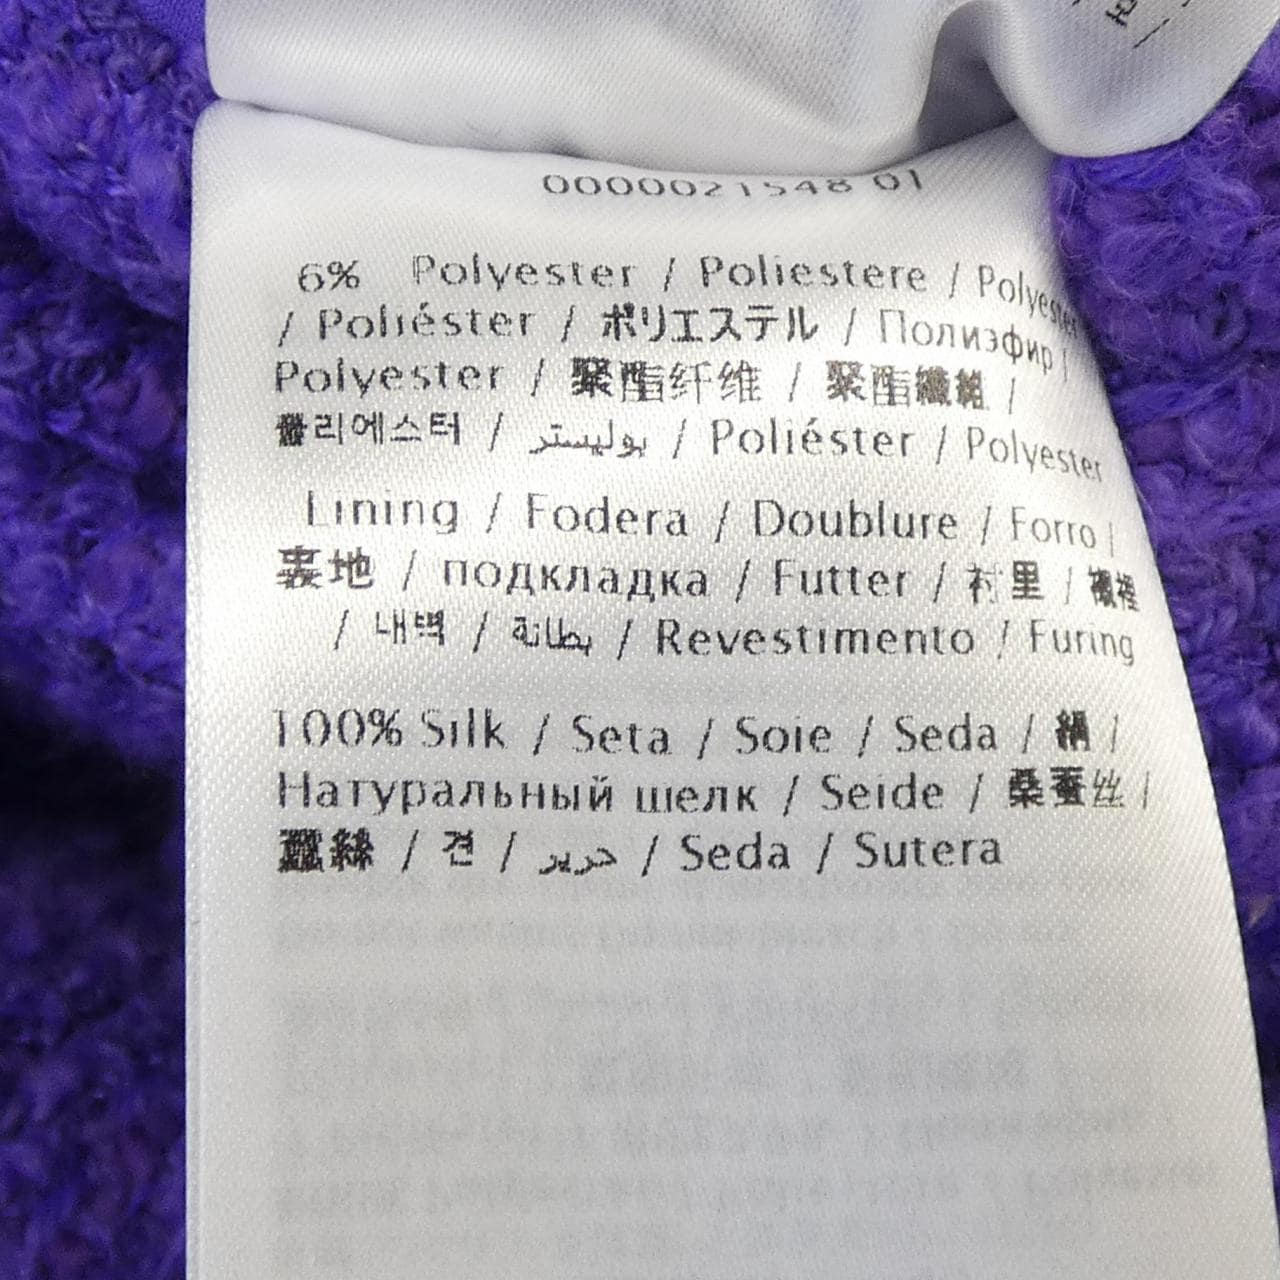 0000021548 01
6% Polyester / Poliestere / Polyester
/ Poliéster / ポリエステル / Полиэфир /
Polyester / 聚酯纤维 / 聚酯纖維 /
폴리에스터 / بوليستر / Poliéster / Polyester
Lining / Fodera / Doublure / Forro /
裏地 / подкладка / Futter / 衬里 / 襯裡
/ 내벽 / بطانة / Revestimento / Furing
100% Silk / Seta / Soie / Seda / 絹 /
Натуральный шелк / Seide / 桑蚕丝 /
蠶絲 / 견 / حرير / Seda / Sutera